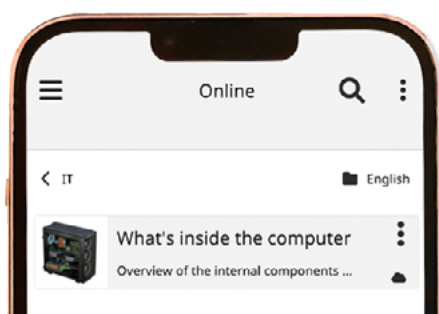 Online
IT
English
What's inside the computer
Overview of the internal components ...